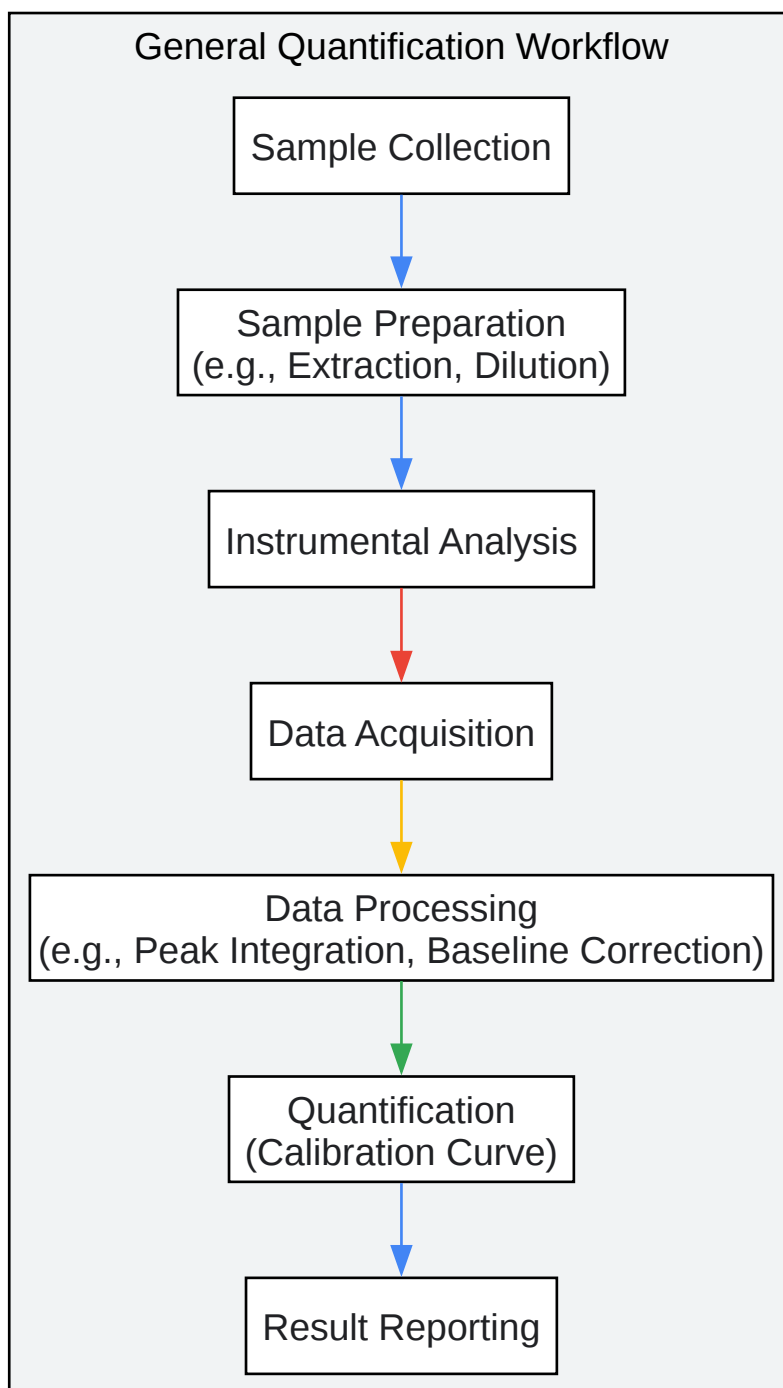 General Quantification Workflow
Sample Collection
Sample Preparation
(e.g., Extraction, Dilution)
Instrumental Analysis
Data Acquisition
Data Processing
(e.g., Peak Integration, Baseline Correction)
Quantification
(Calibration Curve)
Result Reporting